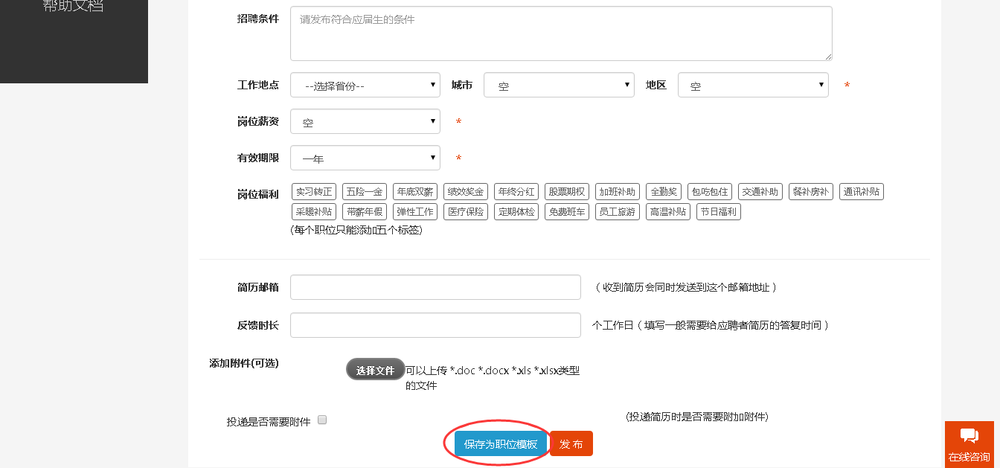 帮助文档
招聘条件 请发布符合应届生的条件
工作地点 --选择省份-- 城市 空 地区 空 *
岗位薪资 空 *
有效期限 一年 *
岗位福利 实习转正 五险一金 年底双薪 绩效奖金 年终分红 股票期权 加班补助 全勤奖 包吃包住 交通补助 餐补房补 通讯补贴
采暖补贴 带薪年假 弹性工作 医疗保险 定期体检 免费班车 员工旅游 高温补贴 节日福利
(每个职位只能添加五个标签)
简历邮箱 （收到简历会同时发送到这个邮箱地址）
反馈时长 个工作日（填写一般需要给应聘者简历的答复时间）
添加附件(可选) 选择文件 可以上传 *.doc *.docx *.xls *.xlsx类型
的文件
投递是否需要附件 (投递简历时是否需要附加附件)
保存为职位模板 发 布
在线咨询